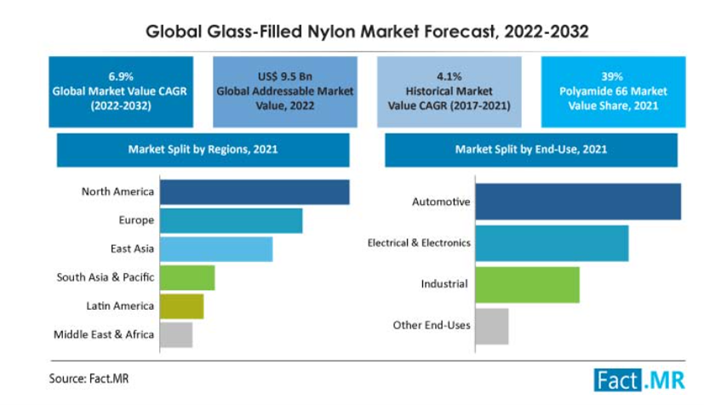 Global Glass-Filled Nylon Market Forecast, 2022-2032
6.9%
Global Market Value CAGR
(2022-2032)
US$ 9.5 Bn
Global Addressable Market
Value, 2022
4.1%
Historical Market
Value CAGR (2017-2021)
39%
Polyamide 66 Market
Value Share, 2021
Market Split by Regions, 2021
North America
Europe
East Asia
South Asia & Pacific
Latin America
Middle East & Africa
Market Split by End-Use, 2021
Automotive
Electrical & Electronics
Industrial
Other End-Uses
Source: Fact.MR
Fact.MR